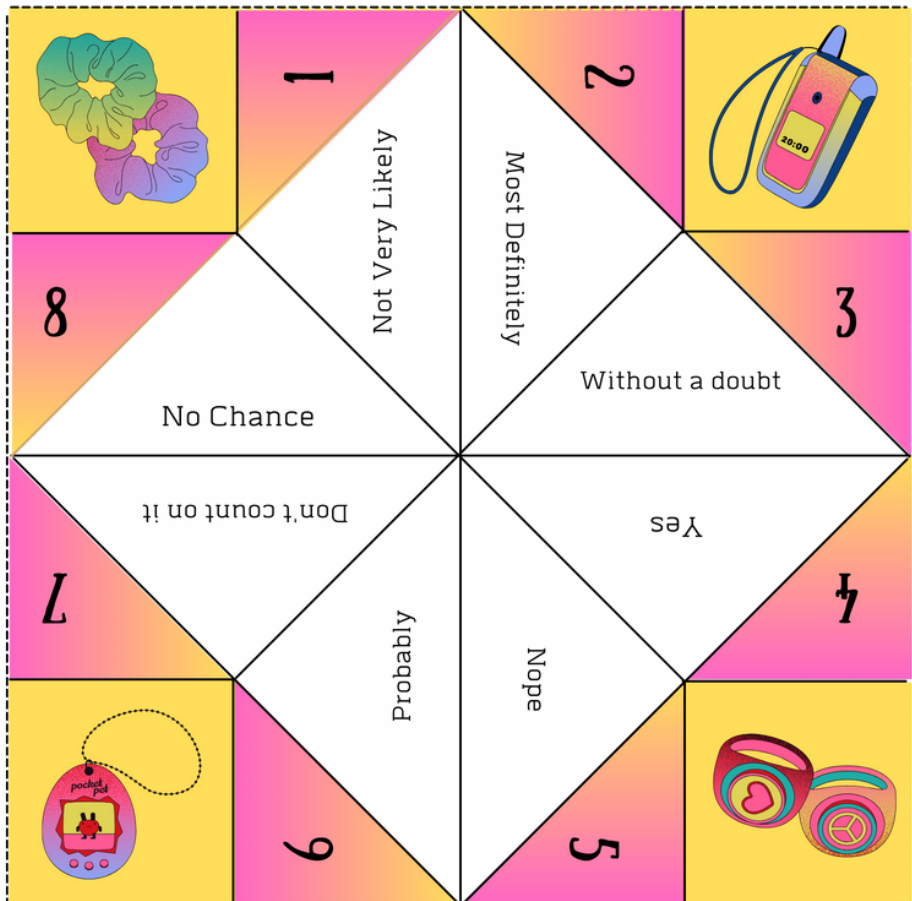 1
2
20:00
8
Not Very Likely
Most Definitely
3
Without a doubt
No Chance
Don't count on it
Yes
7
4
Probably
Nope
pocket
pet
6
5